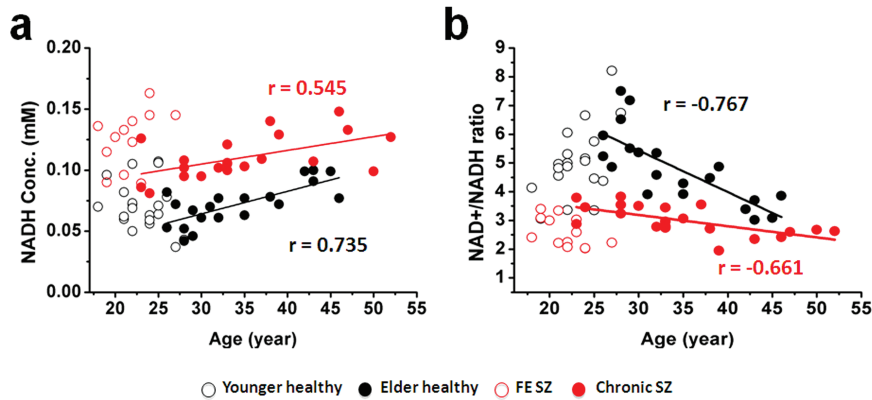 a
b
NADH Conc. (mM)
0.20
0.15
0.10
0.05
0.00
r = 0.545
r = 0.735
20 25 30 35 40 45 50 55
Age (year)
NAD+/NADH ratio
9
8
7
6
5
4
3
2
1
r = -0.767
r = -0.661
20 25 30 35 40 45 50 55
Age (year)
Younger healthy Elder healthy FE SZ Chronic SZ